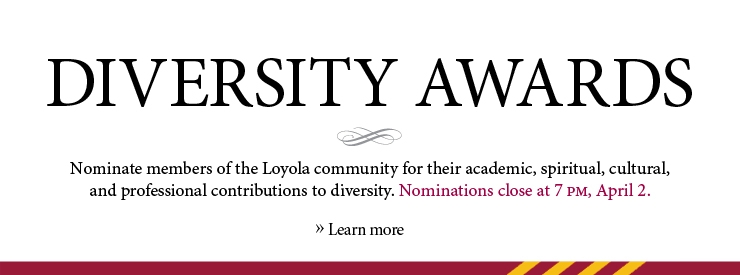 DIVERSITY AWARDS
Nominate members of the Loyola community for their academic, spiritual, cultural,
and professional contributions to diversity. Nominations close at 7 PM, April 2.
» Learn more